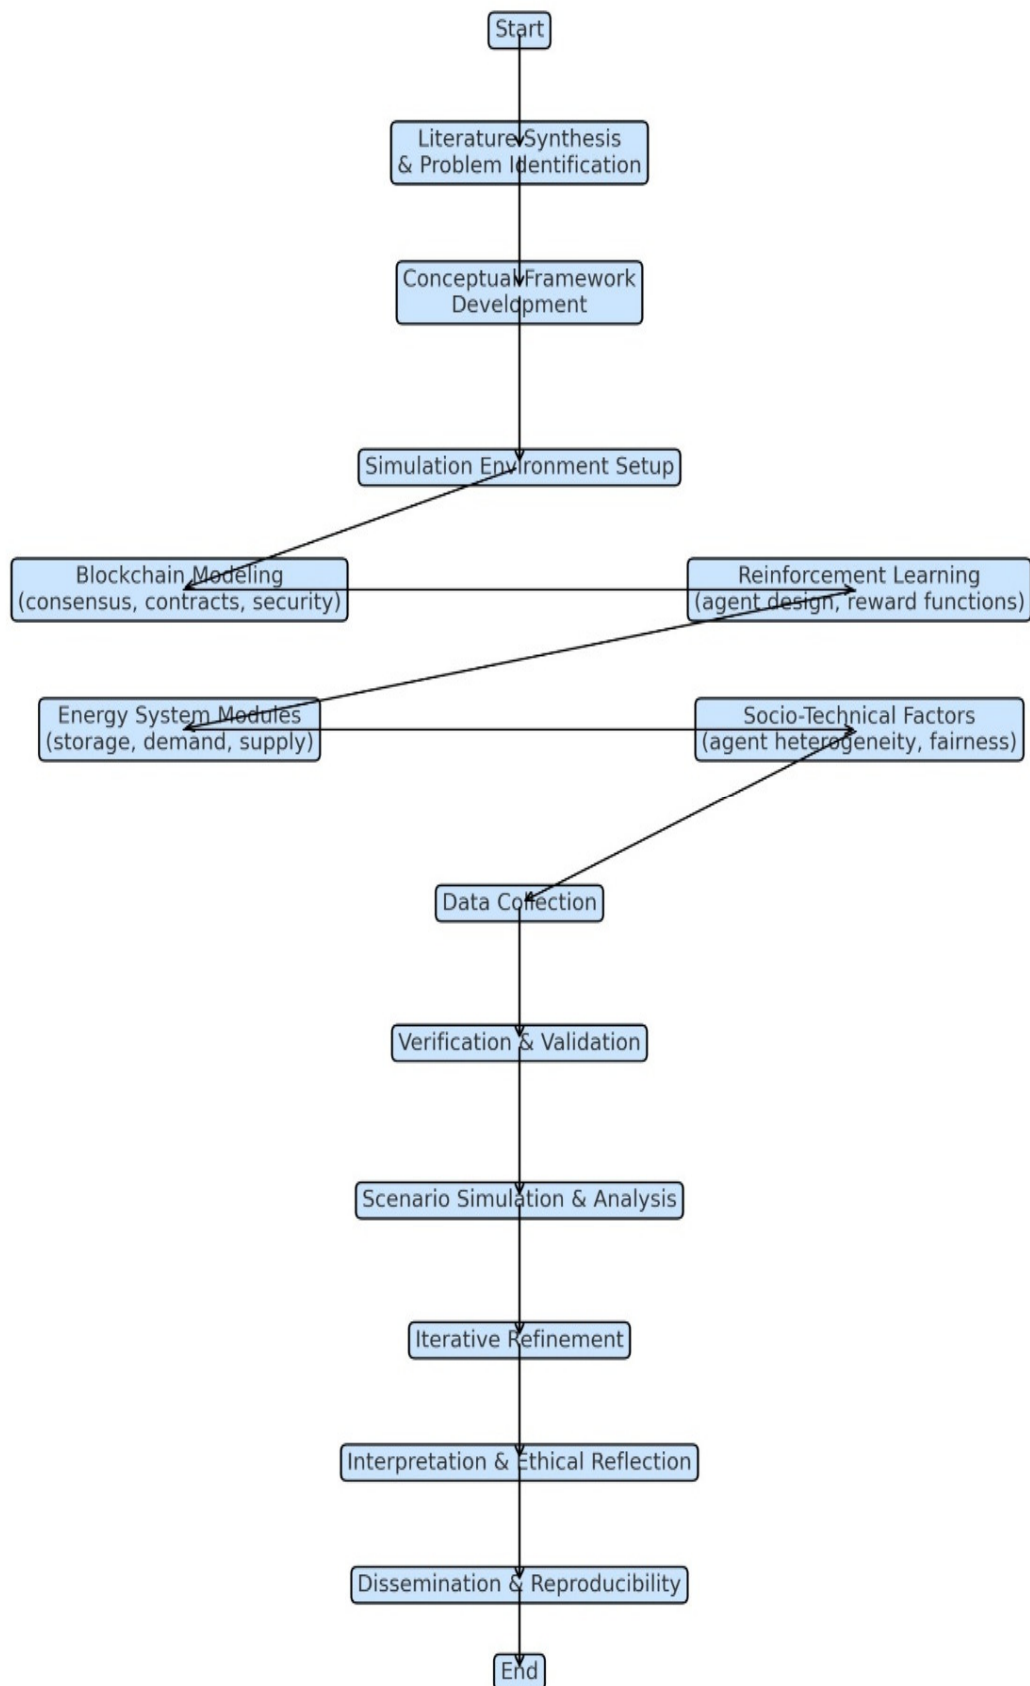 Start
Literature Synthesis
& Problem Identification
Conceptual Framework
Development
Simulation Environment Setup
Blockchain Modeling
(consensus, contracts, security)
Reinforcement Learning
(agent design, reward functions)
Energy System Modules
(storage, demand, supply)
Socio-Technical Factors
(agent heterogeneity, fairness)
Data Collection
Verification & Validation
Scenario Simulation & Analysis
Iterative Refinement
Interpretation & Ethical Reflection
Dissemination & Reproducibility
End